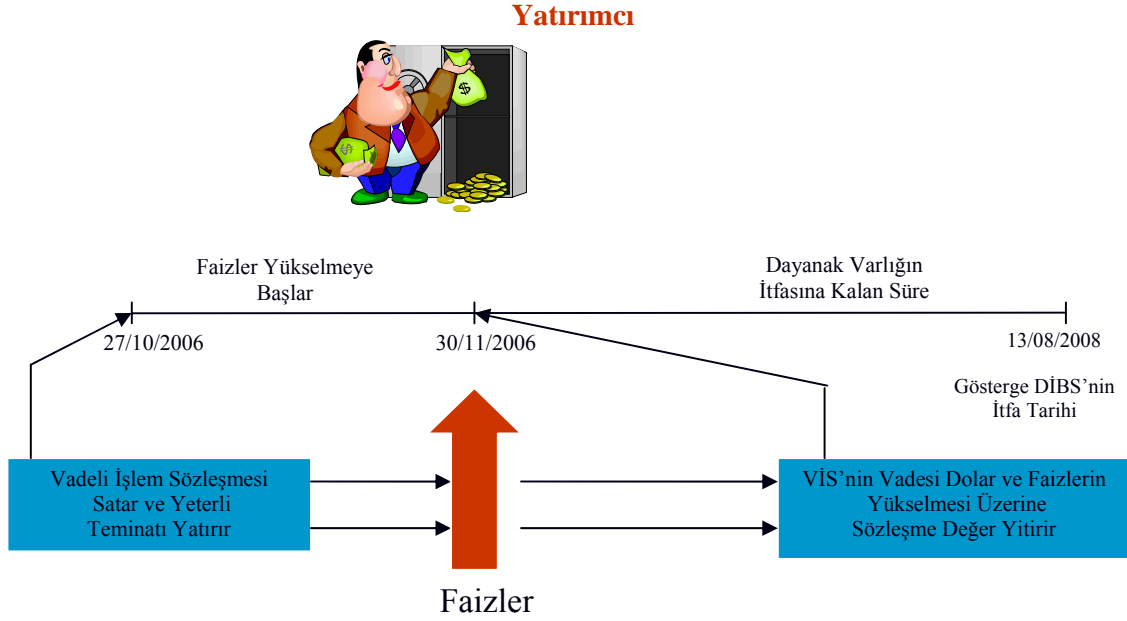 Yatırımcı
$
$
Faizler Yükselmeye
Başlar
Dayanak Varlığın
İtfasına Kalan Süre
27/10/2006
30/11/2006
13/08/2008
Gösterge DİBS’nin
İtfa Tarihi
Vadeli İşlem Sözleşmesi
Satar ve Yeterli
Teminatı Yatırır
VİS’nin Vadesi Dolar ve Faizlerin
Yükselmesi Üzerine
Sözleşme Değer Yitirir
Faizler